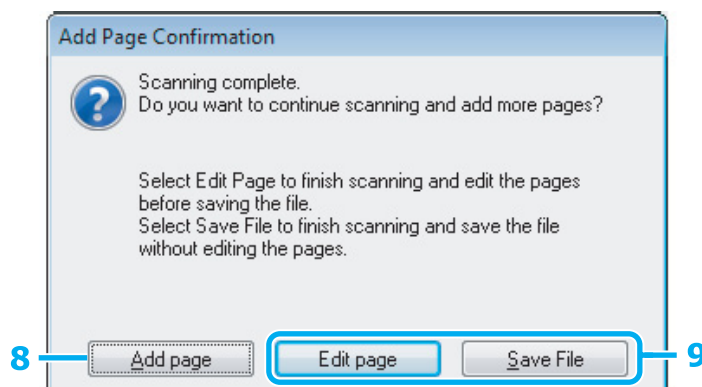 Add Page Confirmation
Scanning complete.
Do you want to continue scanning and add more pages?
Select Edit Page to finish scanning and edit the pages
before saving the file.
Select Save File to finish scanning and save the file
without editing the pages.
8 Add page Edit page Save File 9